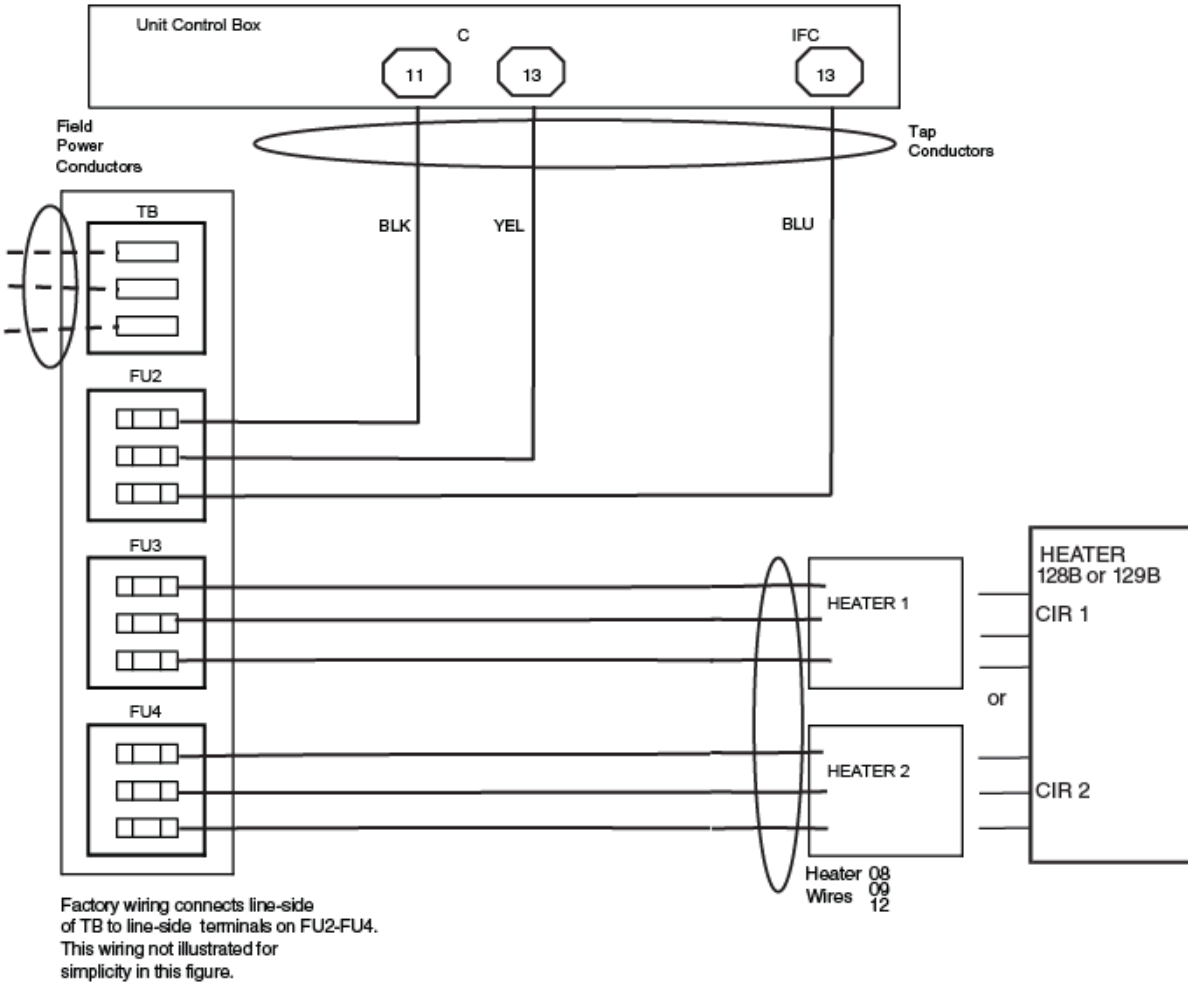 Unit Control Box
C
IFC
11
13
13
Field
Power
Conductors
Tap
Conductors
TB
BLK
YEL
BLU
FU2
FU3
HEATER
128B or 129B
HEATER 1
CIR 1
or
FU4
HEATER 2
CIR 2
Heater 08
Wires 09
12
Factory wiring connects line-side
of TB to line-side terminals on FU2-FU4.
This wiring not illustrated for
simplicity in this figure.